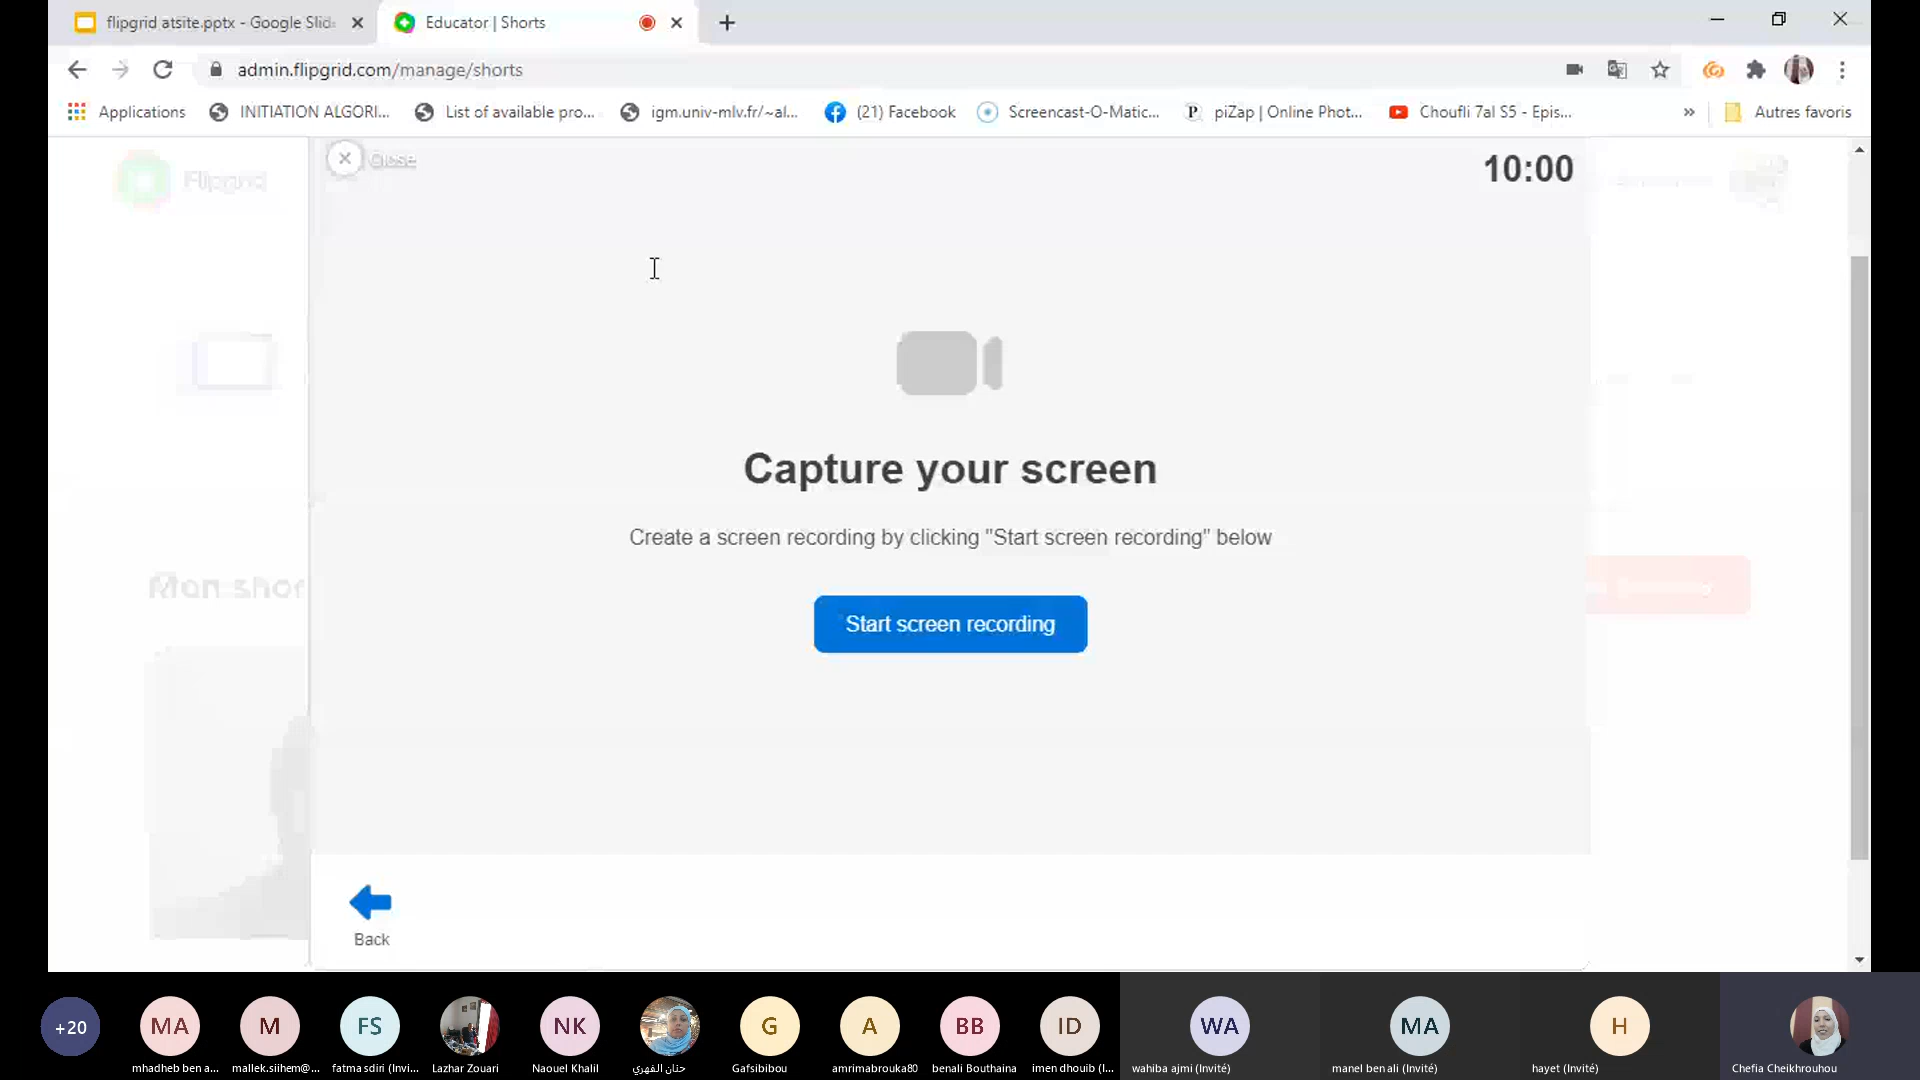 flipgrid atsite.pptx - Google Slid
Educator | Shorts
admin.flipgrid.com/manage/shorts
Applications
INITIATION ALGORI...
List of available pro...
igm.univ-mlv.fr/~al...
(21) Facebook
Screencast-O-Matic...
P
piZap | Online Phot...
Choufli 7al S5 - Epis...
»
Autres favoris
Flipgrid
Close
10:00
Capture your screen
Create a screen recording by clicking "Start screen recording" below
Start screen recording
Mon shor
Back
+20
MA
M
FS
NK
G
A
BB
ID
WA
MA
H
mhadheb ben a...
mallek.siihem@...
fatma sdiri (Invi...
Lazhar Zouari
Naouel Khalil
حنان الفهري
Gafsibibou
amrimabrouka80
benali Bouthaina
imen dhouib (I...
wahiba ajmi (Invité)
manel ben ali (Invité)
hayet (Invité)
Chefia Cheikhrouhou